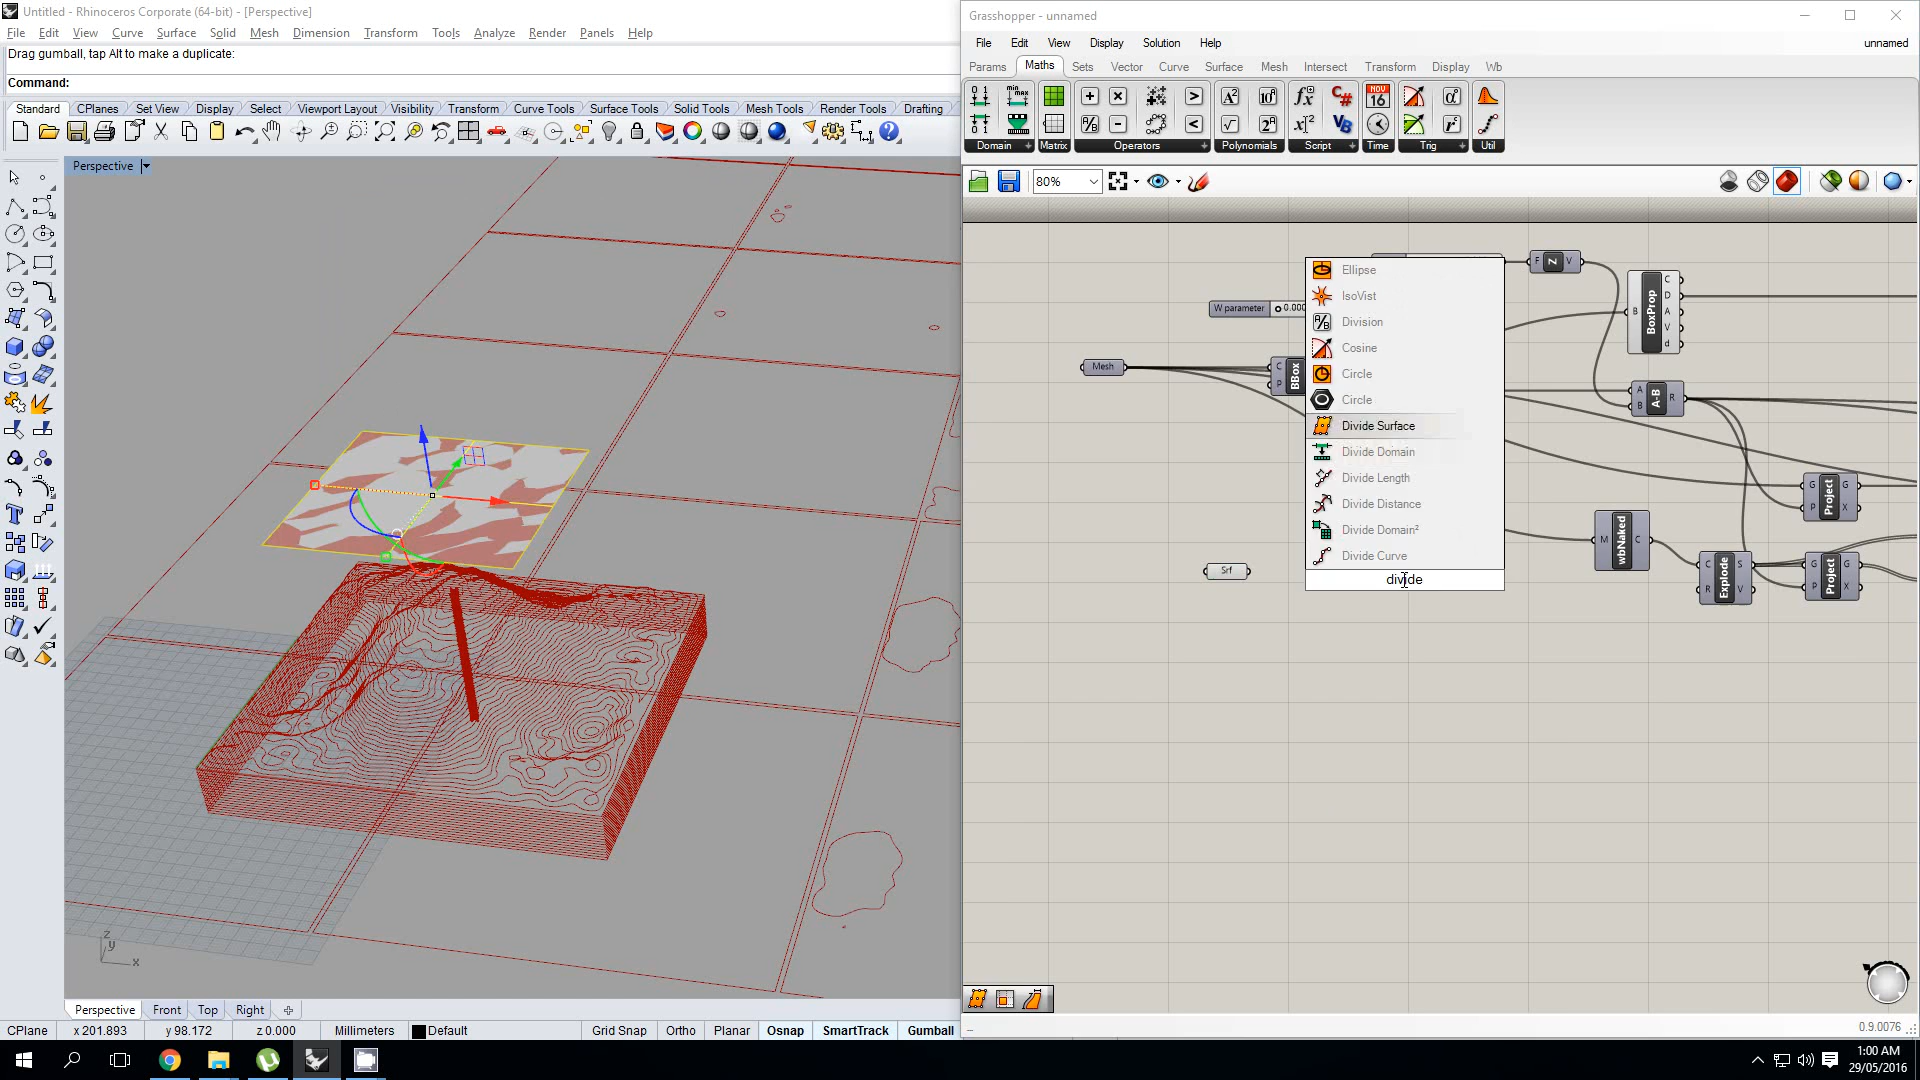 Untitled - Rhinoceros Corporate (64-bit) - [Perspective]
File Edit View Curve Surface Solid Mesh Dimension Transform Tools Analyze Render Panels Help
Drag gumball, tap Alt to make a duplicate:
Command:
Standard CPlanes Set View Display Select Viewport Layout Visibility Transform Curve Tools Surface Tools Solid Tools Mesh Tools Render Tools Drafting
Perspective
z
y
x
Perspective Front Top Right
CPlane x 201.893 y 98.172 z 0.000 Millimeters Default Grid Snap Ortho Planar Osnap SmartTrack Gumball
Grasshopper - unnamed
File Edit View Display Solution Help unnamed
Params Maths Sets Vector Curve Surface Mesh Intersect Transform Display Wb
Domain Matrix Operators Polynomials Script Time Trig Util
80%
W parameter 0.000
Mesh
C
P
BBox
Srf
Ellipse
IsoVist
Division
Cosine
Circle
Circle
Divide Surface
Divide Domain
Divide Length
Divide Distance
Divide Domain²
Divide Curve
divide
F Z V
B BoxProp C D A V d
A B A-B R
G P Project G X
M wbNaked C
C R Explode S V
G P Project G X
0.9.0076
1:00 AM
29/05/2016